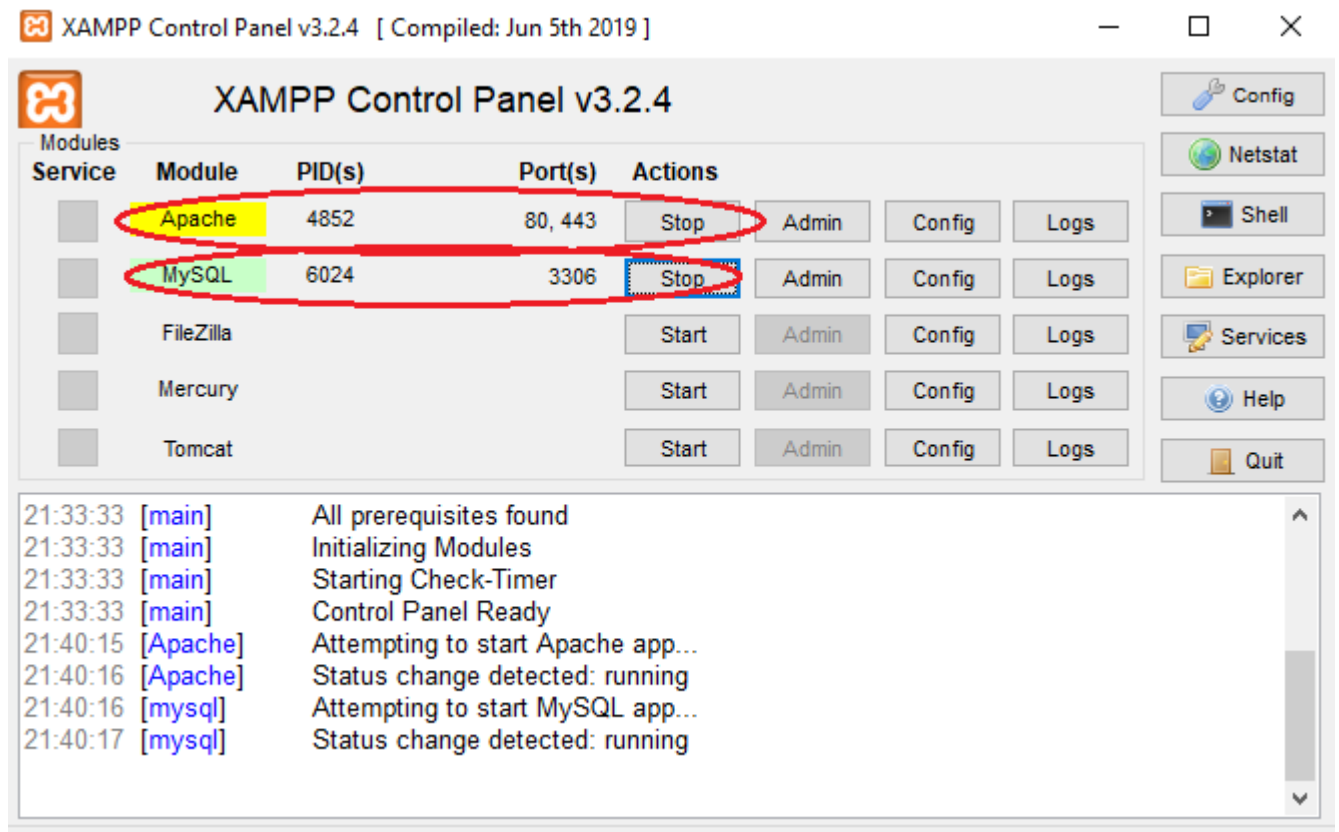 XAMPP Control Panel v3.2.4 [ Compiled: Jun 5th 2019 ]
XAMPP Control Panel v3.2.4
Config
Netstat
Shell
Explorer
Services
Help
Quit
Modules
Service Module PID(s) Port(s) Actions
Apache 4852 80, 443 Stop Admin Config Logs
MySQL 6024 3306 Stop Admin Config Logs
FileZilla Start Admin Config Logs
Mercury Start Admin Config Logs
Tomcat Start Admin Config Logs
21:33:33 [main] All prerequisites found
21:33:33 [main] Initializing Modules
21:33:33 [main] Starting Check-Timer
21:33:33 [main] Control Panel Ready
21:40:15 [Apache] Attempting to start Apache app...
21:40:16 [Apache] Status change detected: running
21:40:16 [mysql] Attempting to start MySQL app...
21:40:17 [mysql] Status change detected: running